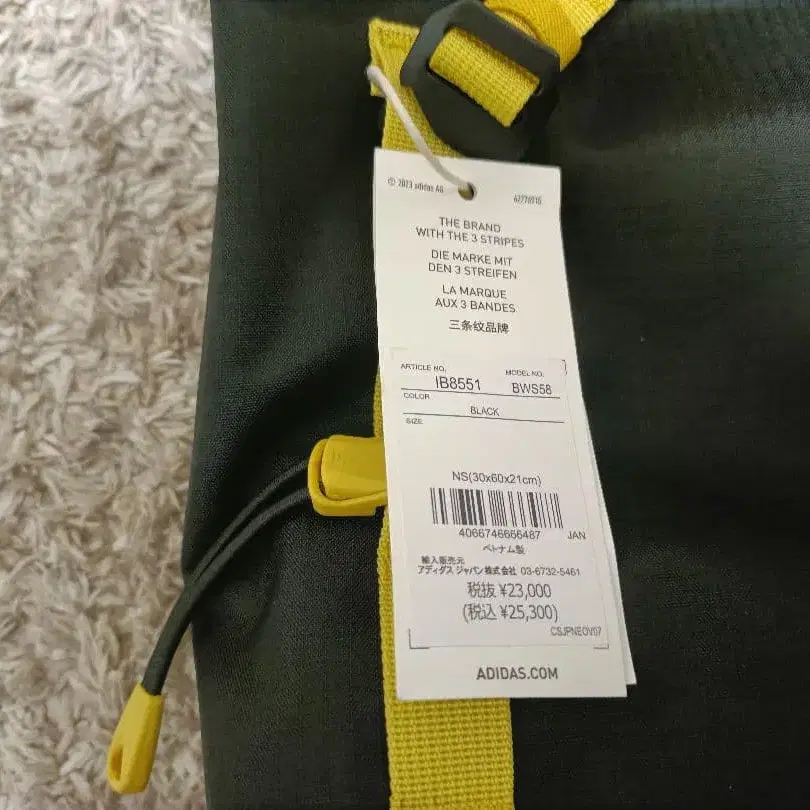 © 2023 adidas AG
THE BRAND
WITH THE 3 STRIPES
DIE MARKE MIT
DEN 3 STREIFEN
LA MARQUE
AUX 3 BANDES
三条纹品牌
ARTICLE NO. MODEL NO.
IB8551 BWS58
COLOR
BLACK
SIZE
NS(30x60x21cm)
4066746666487 JAN
ベトナム製
輸入販売元
アディダス ジャパン株式会社 03-6732-5461
税抜 ¥23,000
(税込 ¥25,300)
CSJPNEOV07
ADIDAS.COM